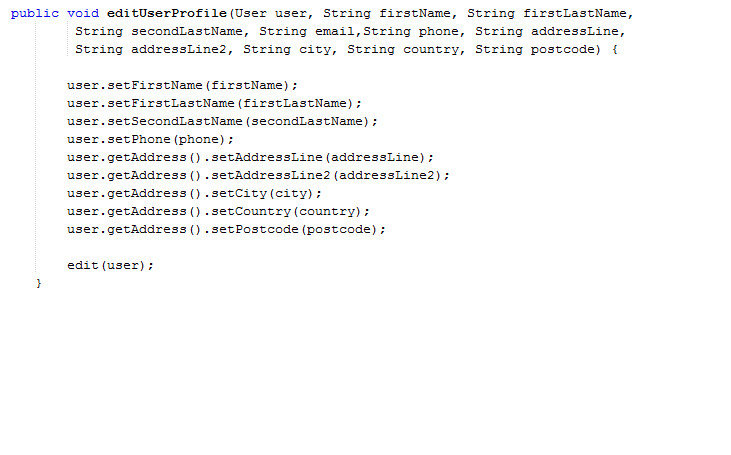 public void editUserProfile(User user, String firstName, String firstLastName,
String secondLastName, String email,String phone, String addressLine,
String addressLine2, String city, String country, String postcode) {
user.setFirstName(firstName);
user.setFirstLastName(firstLastName);
user.setSecondLastName(secondLastName);
user.setPhone(phone);
user.getAddress().setAddressLine(addressLine);
user.getAddress().setAddressLine2(addressLine2);
user.getAddress().setCity(city);
user.getAddress().setCountry(country);
user.getAddress().setPostcode(postcode);
edit(user);
}